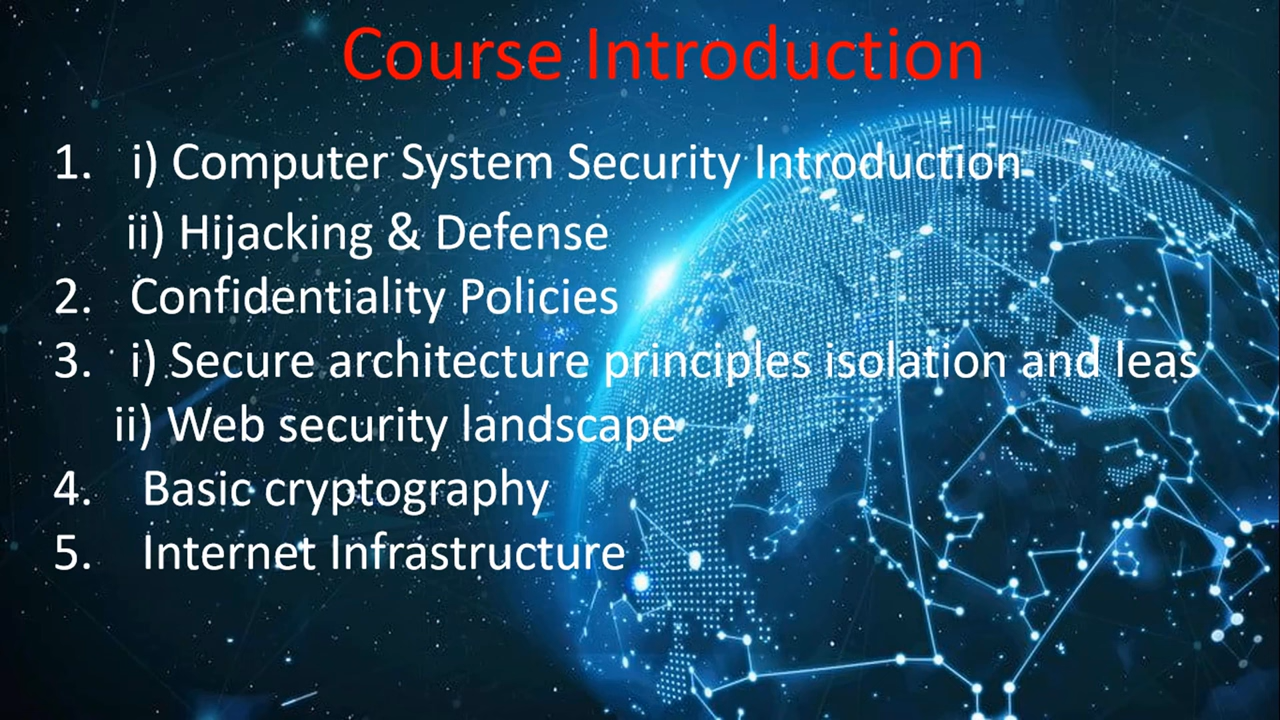 Course Introduction
1. i) Computer System Security Introduction
ii) Hijacking & Defense
2. Confidentiality Policies
3. i) Secure architecture principles isolation and leas
ii) Web security landscape
4. Basic cryptography
5. Internet Infrastructure